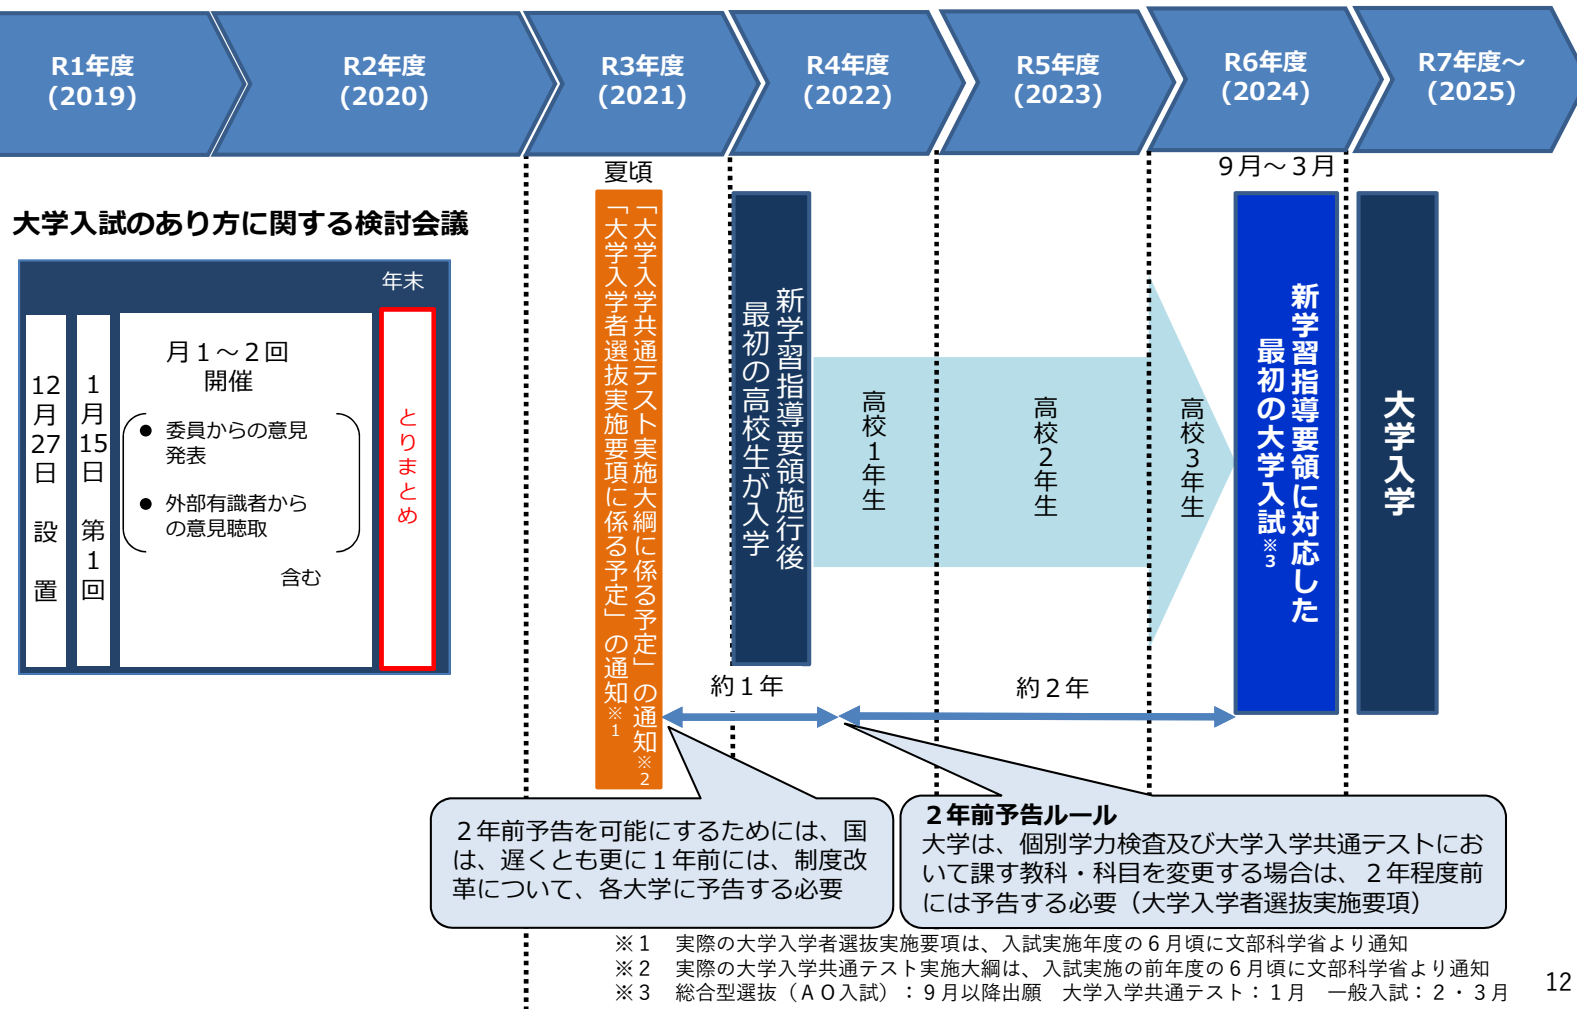 R1年度
(2019)
R2年度
(2020)
R3年度
(2021)
R4年度
(2022)
R5年度
(2023)
R6年度
(2024)
R7年度～
(2025)
大学入試のあり方に関する検討会議
年末
12月27日 設置
1月15日 第1回
月１～２回
開催
● 委員からの意見
発表
● 外部有識者から
の意見聴取
含む
とりまとめ
夏頃
「大学入学共通テスト実施大綱に係る予定」の通知※2
「大学入学者選抜実施要項に係る予定」の通知※1
新学習指導要領施行後
最初の高校生が入学
高校1年生
高校2年生
高校3年生
９月～３月
新学習指導要領に対応した
最初の大学入試※3
大学入学
約１年
約２年
２年前予告を可能にするためには、国
は、遅くとも更に１年前には、制度改
革について、各大学に予告する必要
２年前予告ルール
大学は、個別学力検査及び大学入学共通テストにお
いて課す教科・科目を変更する場合は、２年程度前
には予告する必要（大学入学者選抜実施要項）
※１　実際の大学入学者選抜実施要項は、入試実施年度の６月頃に文部科学省より通知
※２　実際の大学入学共通テスト実施大綱は、入試実施の前年度の６月頃に文部科学省より通知
※３　総合型選抜（ＡＯ入試）：９月以降出願　大学入学共通テスト：１月　一般入試：２・３月
12